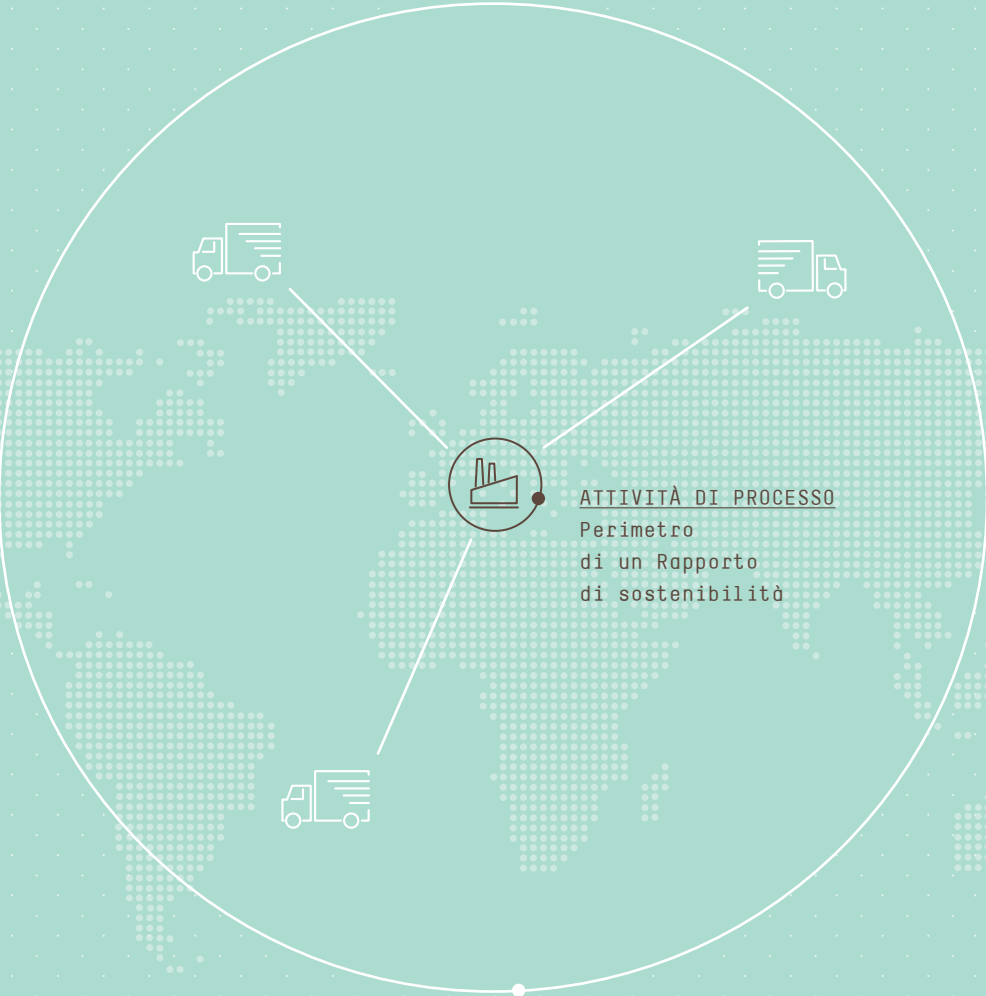 ATTIVITÀ DI PROCESSO
Perimetro
di un Rapporto
di sostenibilità